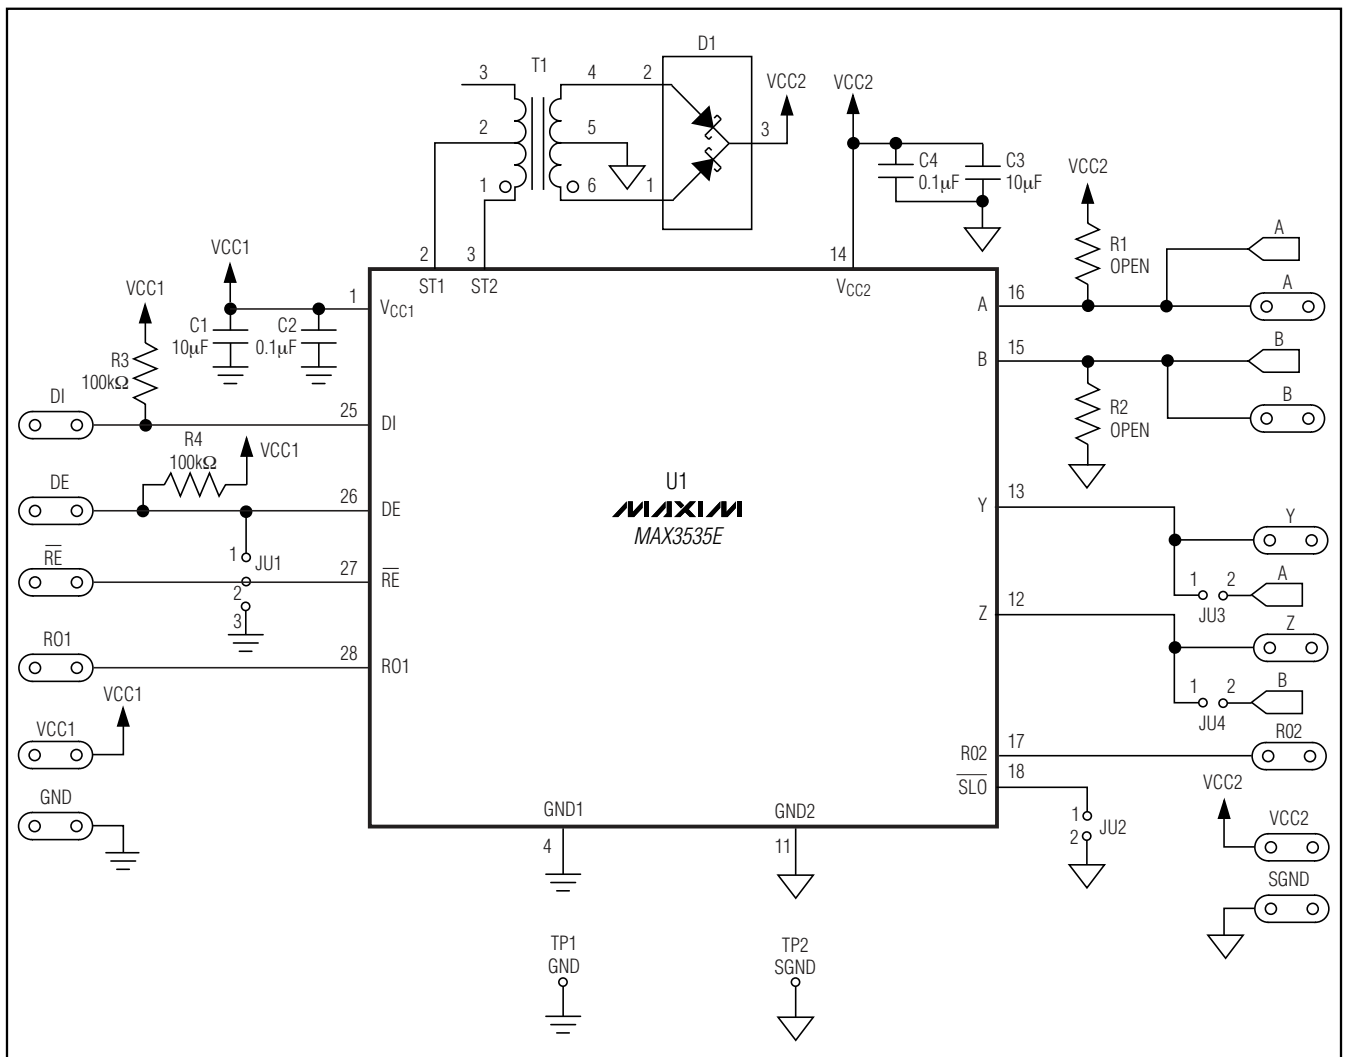 D1
T1
3
4
2
VCC2
VCC2
2
5
3
C4
0.1µF
C3
10µF
VCC2
1
6
1
A
R1
OPEN
VCC1
2
3
14
ST1
ST2
VCC2
A
16
A
VCC1
1
VCC1
C1
10µF
C2
0.1µF
B
15
B
R3
100kΩ
B
DI
25
DI
R2
OPEN
R4
100kΩ
VCC1
DE
26
DE
U1
MAXIM
MAX3535E
Y
13
Y
RE
1
JU1
27
RE
2
3
1
2
A
JU3
Z
12
Z
RO1
28
RO1
1
2
B
JU4
VCC1
VCC1
RO2
17
RO2
SLO
18
VCC2
GND
GND1
GND2
1
2
JU2
VCC2
4
11
SGND
TP1
GND
TP2
SGND